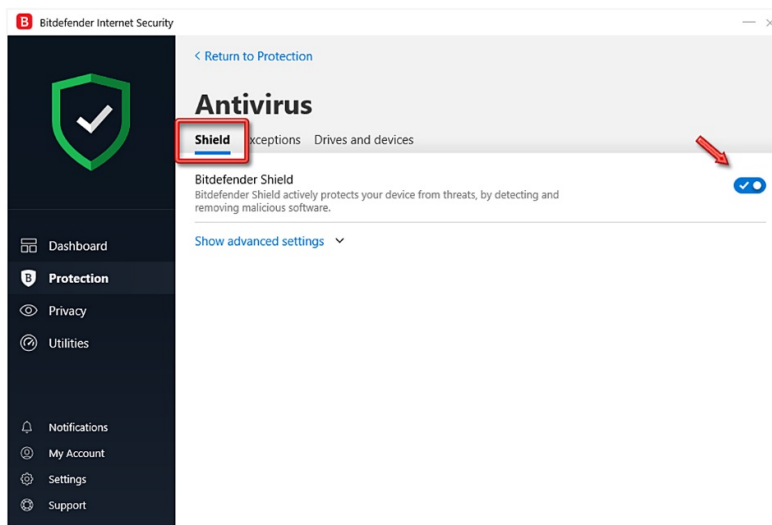 B Bitdefender Internet Security
< Return to Protection
Antivirus
Shield xceptions Drives and devices
Bitdefender Shield
Bitdefender Shield actively protects your device from threats, by detecting and
removing malicious software.
Show advanced settings
Dashboard
B Protection
Privacy
Utilities
Notifications
My Account
Settings
Support